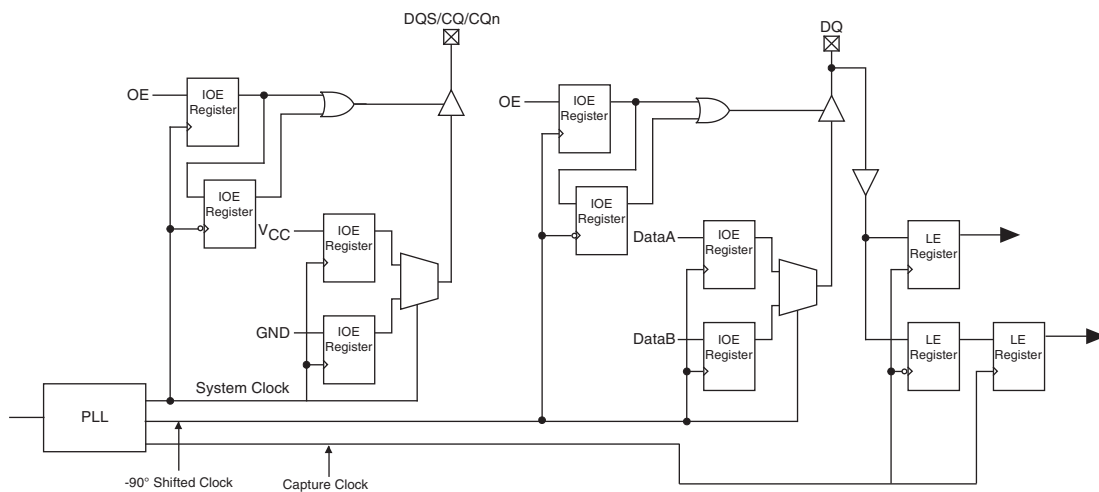 DQS/CQ/CQn
DQ
OE
IOE
Register
OE
IOE
Register
IOE
Register
IOE
Register
VCC
IOE
Register
DataA
IOE
Register
LE
Register
GND
IOE
Register
DataB
IOE
Register
LE
Register
LE
Register
System Clock
PLL
-90° Shifted Clock
Capture Clock